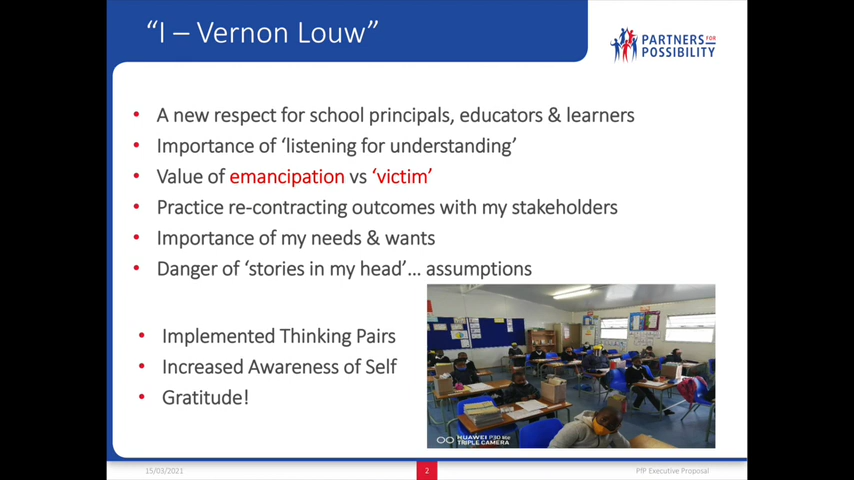 “I – Vernon Louw”
PARTNERS FOR
POSSIBILITY
• A new respect for school principals, educators & learners
• Importance of ‘listening for understanding’
• Value of emancipation vs ‘victim’
• Practice re-contracting outcomes with my stakeholders
• Importance of my needs & wants
• Danger of ‘stories in my head’... assumptions
• Implemented Thinking Pairs
• Increased Awareness of Self
• Gratitude!
HUAWEI P30 lite
TRIPLE CAMERA
15/03/2021
2
PfP Executive Proposal